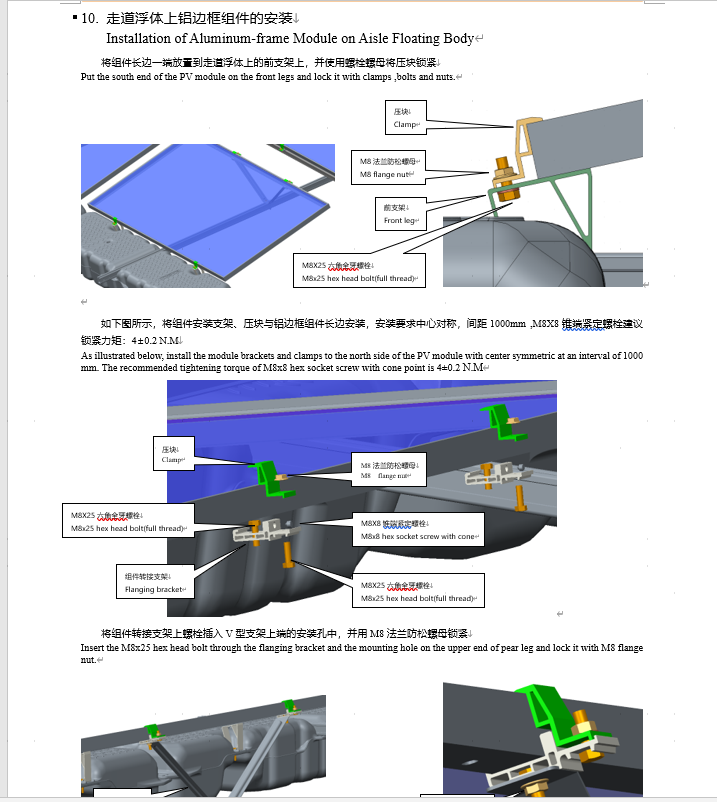 10. 走道浮体上铝边框组件的安装
Installation of Aluminum-frame Module on Aisle Floating Body
将组件长边一端放置到走道浮体上的前支架上，并使用螺栓螺母将压块锁紧
Put the south end of the PV module on the front legs and lock it with clamps ,bolts and nuts.
压块
Clamp
M8 法兰防松螺母
M8 flange nut
前支架
Front leg
M8X25 六角全牙螺栓
M8x25 hex head bolt(full thread)
如下图所示，将组件安装支架、压块与铝边框组件长边安装，安装要求中心对称，间距 1000mm ,M8X8 锥端紧定螺栓建议
锁紧力矩：4±0.2 N.M
As illustrated below, install the module brackets and clamps to the north side of the PV module with center symmetric at an interval of 1000
mm. The recommended tightening torque of M8x8 hex socket screw with cone point is 4±0.2 N.M
压块
Clamp
M8 法兰防松螺母
M8 flange nut
M8X25 六角全牙螺栓
M8x25 hex head bolt(full thread)
M8X8 锥端紧定螺栓
M8x8 hex socket screw with cone
组件转接支架
Flanging bracket
M8X25 六角全牙螺栓
M8x25 hex head bolt(full thread)
将组件转接支架上螺栓插入 V 型支架上端的安装孔中，并用 M8 法兰防松螺母锁紧
Insert the M8x25 hex head bolt through the flanging bracket and the mounting hole on the upper end of pear leg and lock it with M8 flange
nut.